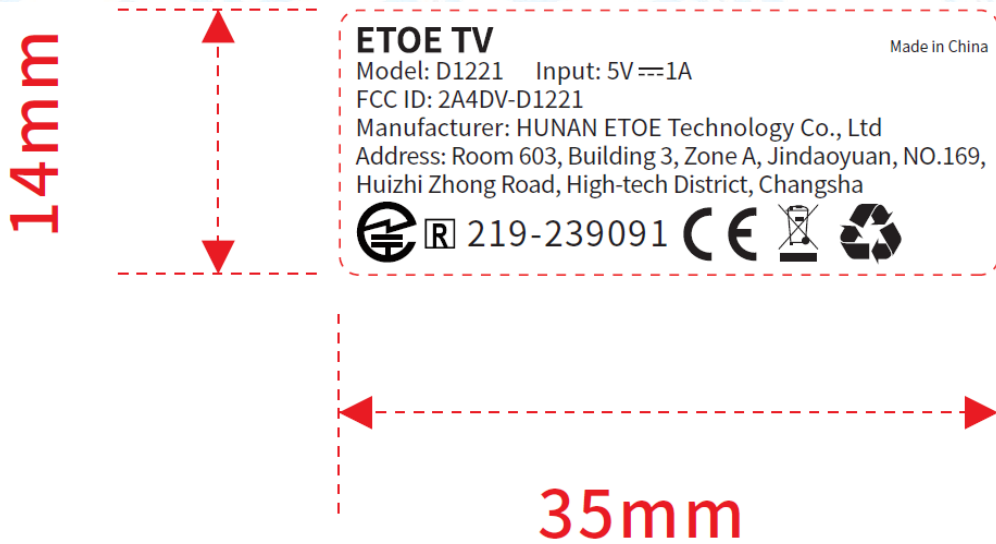 14mm
ETOE TV
Made in China
Model: D1221 Input: 5V⎓1A
FCC ID: 2A4DV-D1221
Manufacturer: HUNAN ETOE Technology Co., Ltd
Address: Room 603, Building 3, Zone A, Jindaoyuan, NO.169,
Huizhi Zhong Road, High-tech District, Changsha
R 219-239091 CE
35mm